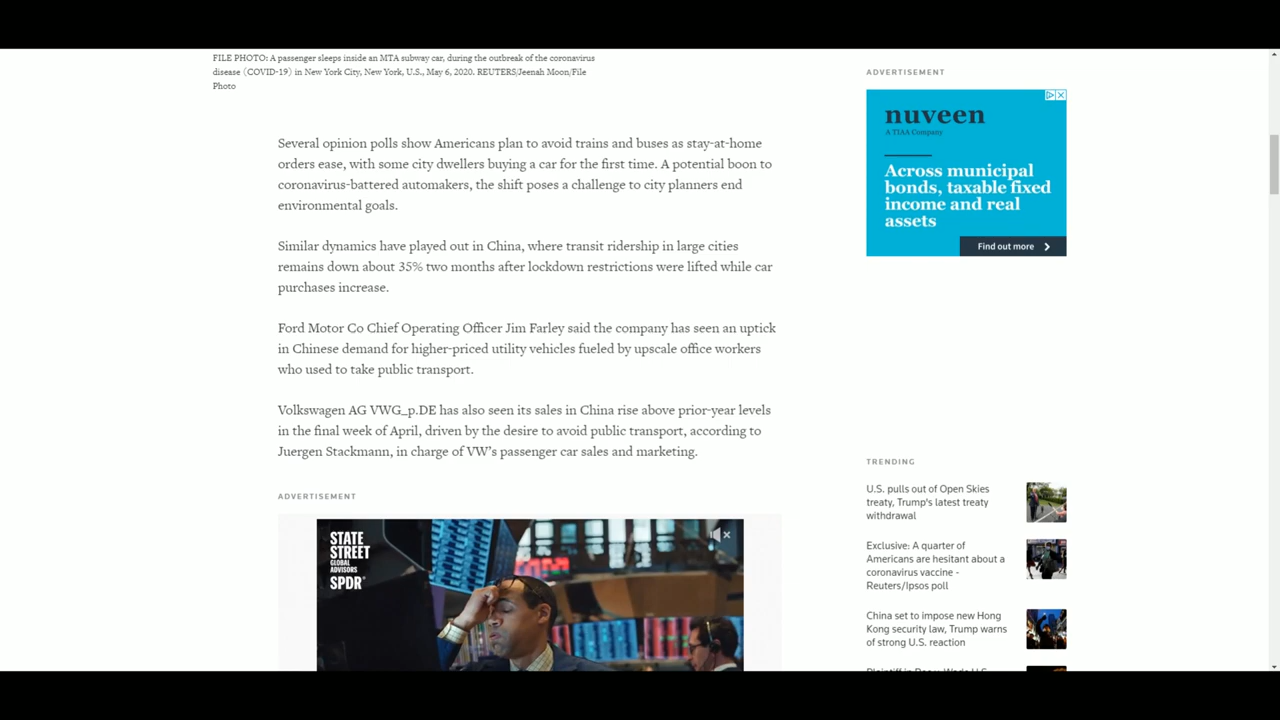 FILE PHOTO: A passenger sleeps inside an MTA subway car, during the outbreak of the coronavirus
disease (COVID-19) in New York City, New York, U.S., May 6, 2020. REUTERS/Jeenah Moon/File
Photo
Several opinion polls show Americans plan to avoid trains and buses as stay-at-home
orders ease, with some city dwellers buying a car for the first time. A potential boon to
coronavirus-battered automakers, the shift poses a challenge to city planners end
environmental goals.
Similar dynamics have played out in China, where transit ridership in large cities
remains down about 35% two months after lockdown restrictions were lifted while car
purchases increase.
Ford Motor Co Chief Operating Officer Jim Farley said the company has seen an uptick
in Chinese demand for higher-priced utility vehicles fueled by upscale office workers
who used to take public transport.
Volkswagen AG VWG_p.DE has also seen its sales in China rise above prior-year levels
in the final week of April, driven by the desire to avoid public transport, according to
Juergen Stackmann, in charge of VW's passenger car sales and marketing.
ADVERTISEMENT
STATE
STREET
GLOBAL
ADVISORS
SPDR®
ADVERTISEMENT
nuveen
A TIAA Company
Across municipal
bonds, taxable fixed
income and real
assets
Find out more
TRENDING
U.S. pulls out of Open Skies
treaty, Trump's latest treaty
withdrawal
Exclusive: A quarter of
Americans are hesitant about a
coronavirus vaccine -
Reuters/Ipsos poll
China set to impose new Hong
Kong security law, Trump warns
of strong U.S. reaction